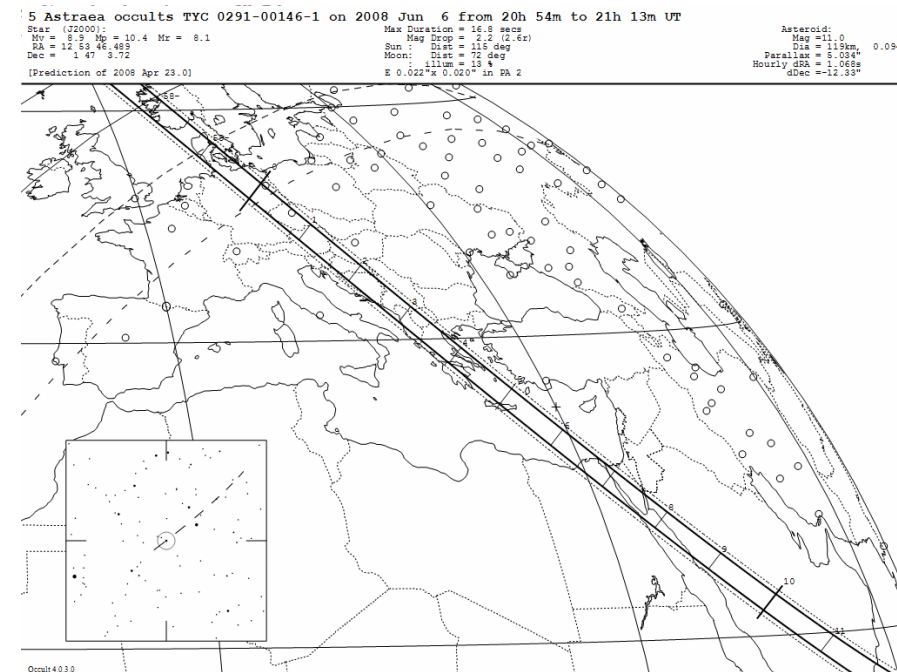 5 Astraea occults TYC 0291-00146-1 on 2008 Jun 6 from 20h 54m to 21h 13m UT
Star (J2000):
Mv = 8.9 Mp = 10.4 Mr = 8.1
RA = 12 53 46.489
Dec = 1 47 3.72
[Prediction of 2008 Apr 23.0]
Max Duration = 16.8 secs
Mag Drop = 2.2 (2.6r)
Sun : Dist = 115 deg
Moon: Dist = 72 deg
: illum = 13 %
E 0.022"x 0.020" in PA 2
Asteroid:
Mag =11.0
Dia = 119km, 0.09
Parallax = 5.034"
Hourly dRA = 1.068s
dDec =-12.33"
58
59
0
1
2
3
4
5
6
8
9
10
11
Occult 4.0.3.0